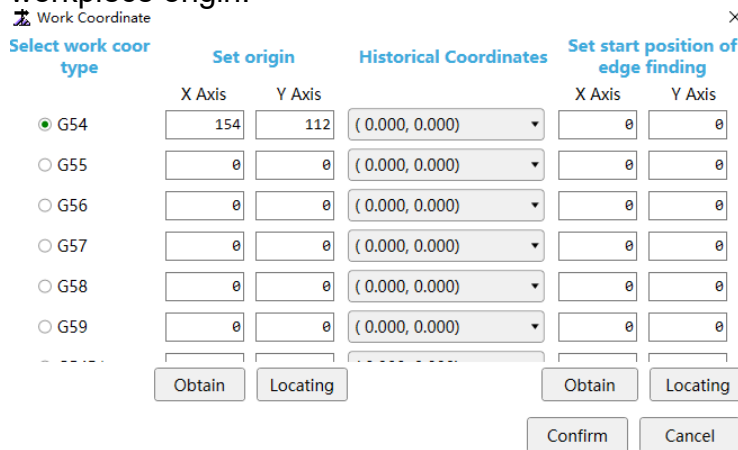 workpiece origin.
Work Coordinate
Select work coor type Set origin Historical Coordinates Set start position of edge finding
X Axis Y Axis X Axis Y Axis
G54 154 112 ( 0.000, 0.000) 0 0
G55 0 0 ( 0.000, 0.000) 0 0
G56 0 0 ( 0.000, 0.000) 0 0
G57 0 0 ( 0.000, 0.000) 0 0
G58 0 0 ( 0.000, 0.000) 0 0
G59 0 0 ( 0.000, 0.000) 0 0
Obtain Locating Obtain Locating
Confirm Cancel